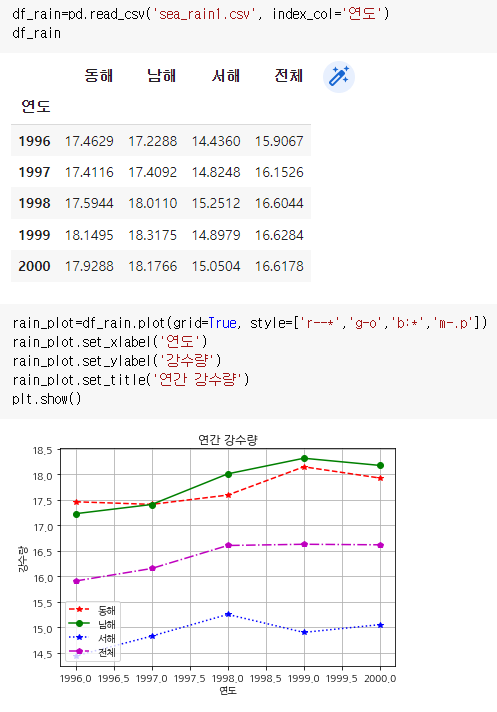 df_rain=pd.read_csv('sea_rain1.csv', index_col='연도')
df_rain
동해 남해 서해 전체
연도
1996 17.4629 17.2288 14.4360 15.9067
1997 17.4116 17.4092 14.8248 16.1526
1998 17.5944 18.0110 15.2512 16.6044
1999 18.1495 18.3175 14.8979 16.6284
2000 17.9288 18.1766 15.0504 16.6178
rain_plot=df_rain.plot(grid=True, style=['r--*','g-o','b:*','m-.p'])
rain_plot.set_xlabel('연도')
rain_plot.set_ylabel('강수량')
rain_plot.set_title('연간 강수량')
plt.show()
연간 강수량
18.5
18.0
17.5
17.0
16.5
16.0
15.5
15.0
14.5
강수량
동해
남해
서해
전체
1996.0 1996.5 1997.0 1997.5 1998.0 1998.5 1999.0 1999.5 2000.0
연도